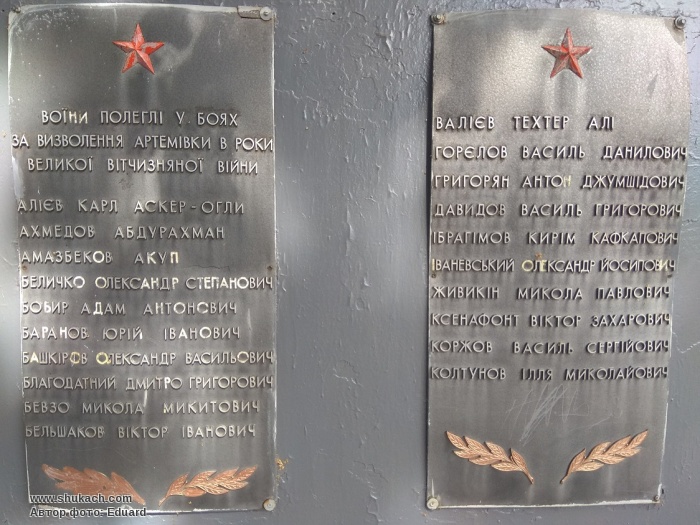 ВОЇНИ ПОЛЕГЛІ У БОЯХ
ЗА ВИЗВОЛЕННЯ АРТЕМІВКИ В РОКИ
ВЕЛИКОЇ ВІТЧИЗНЯНОЇ ВІЙНИ
АЛІЄВ КАРЛ АСКЕР-ОГЛИ
АХМЕДОВ АБДУРАХМАН
АМАЗБЕКОВ АКУП
БЕЛИЧКО ОЛЕКСАНДР СТЕПАНОВИЧ
БОБИР АДАМ АНТОНОВИЧ
БАРАНОВ ЮРІЙ ІВАНОВИЧ
БАШКІРОВ ОЛЕКСАНДР ВАСИЛЬОВИЧ
БЛАГОДАТНИЙ ДМИТРО ГРИГОРОВИЧ
БЕВЗО МИКОЛА МИКИТОВИЧ
БЕЛЬШАКОВ ВІКТОР ІВАНОВИЧ
ВАЛІЄВ ТЕХТЕР АЛІ
ГОРЄЛОВ ВАСИЛЬ ДАНИЛОВИЧ
ГРИГОРЯН АНТОН ДЖУМШІДОВИЧ
ДАВИДОВ ВАСИЛЬ ГРИГОРОВИЧ
ІБРАГІМОВ КИРІМ КАФКАПОВИЧ
ІВАНЕВСЬКИЙ ОЛЕКСАНДР ЙОСИПОВИЧ
ЖИВИКІН МИКОЛА ПАВЛОВИЧ
КСЕНАФОНТ ВІКТОР ЗАХАРОВИЧ
КОРЖОВ ВАСИЛЬ СЕРГІЙОВИЧ
КОЛТУНОВ ІЛЛЯ МИКОЛАЙОВИЧ
www.shukach.com
Автор фото- Eduard